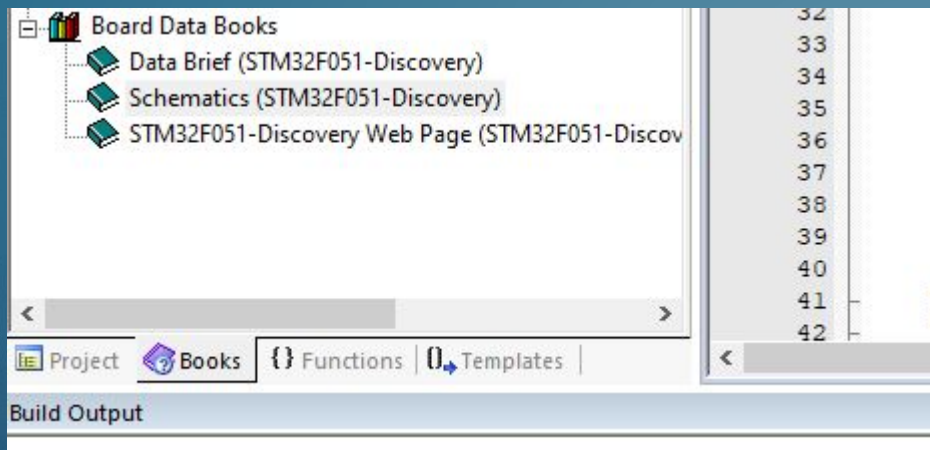 Board Data Books
Data Brief (STM32F051-Discovery)
Schematics (STM32F051-Discovery)
STM32F051-Discovery Web Page (STM32F051-Discov
Project Books {} Functions Templates
Build Output
32
33
34
35
36
37
38
39
40
41
42